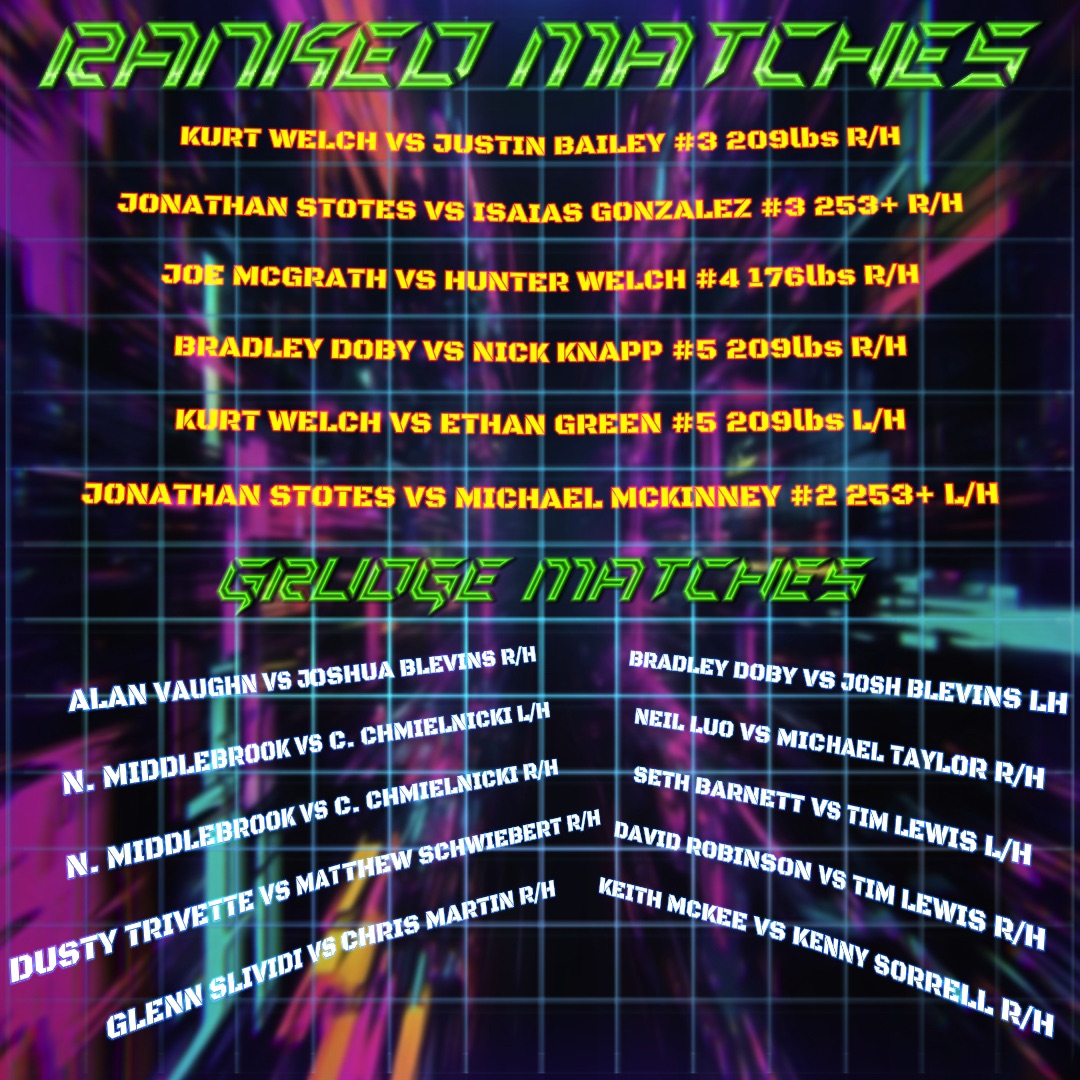 RANKED MATCHES
KURT WELCH VS JUSTIN BAILEY #3 209lbs R/H
JONATHAN STOTES VS ISAIAS GONZALEZ #3 253+ R/H
JOE MCGRATH VS HUNTER WELCH #4 176lbs R/H
BRADLEY DOBY VS NICK KNAPP #5 209lbs R/H
KURT WELCH VS ETHAN GREEN #5 209lbs L/H
JONATHAN STOTES VS MICHAEL MCKINNEY #2 253+ L/H
GRUDGE MATCHES
ALAN VAUGHN VS JOSHUA BLEVINS R/H
N. MIDDLEBROOK VS C. CHMIELNICKI L/H
N. MIDDLEBROOK VS C. CHMIELNICKI R/H
DUSTY TRIVETTE VS MATTHEW SCHWIEBERT R/H
GLENN SLIVIDI VS CHRIS MARTIN R/H
BRADLEY DOBY VS JOSH BLEVINS LH
NEIL LUO VS MICHAEL TAYLOR R/H
SETH BARNETT VS TIM LEWIS L/H
DAVID ROBINSON VS TIM LEWIS R/H
KEITH MCKEE VS KENNY SORRELL R/H